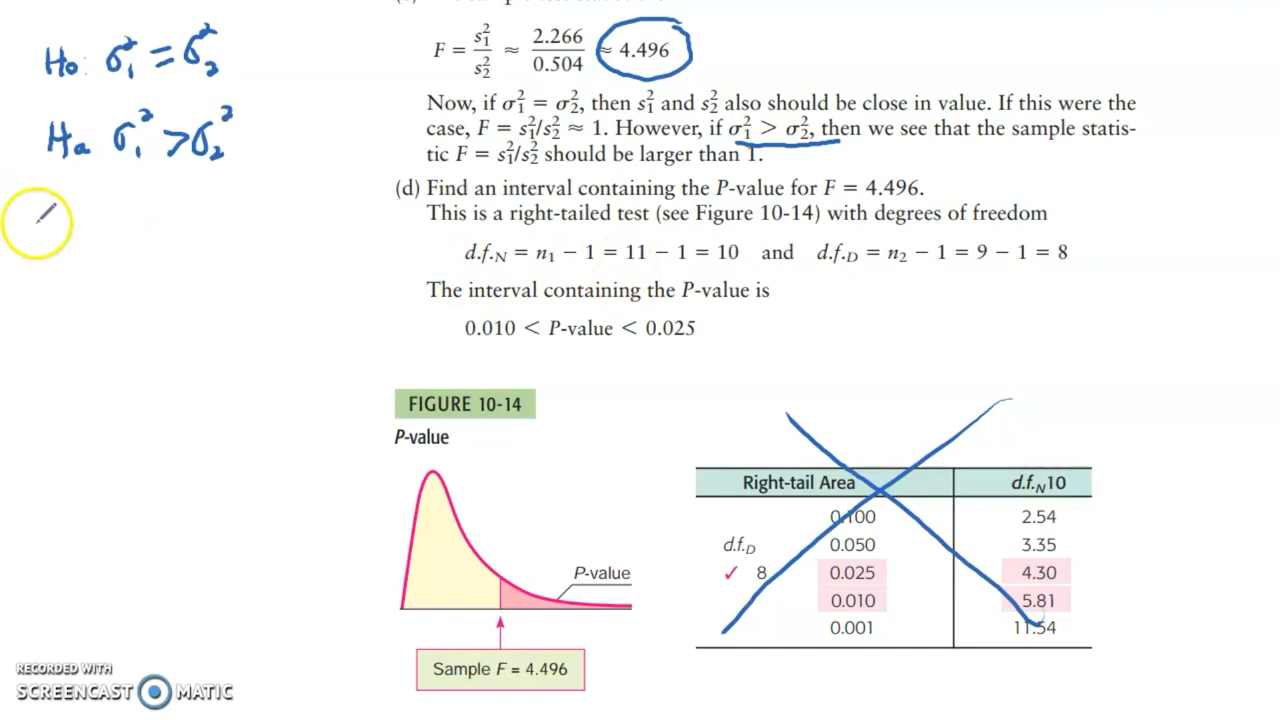 Ho: σ₁² = σ₂²
Ha σ₁² > σ₂²
F = s₁²/s₂² ≈ 2.266/0.504 ≈ 4.496
Now, if σ₁² = σ₂², then s₁² and s₂² also should be close in value. If this were the
case, F = s₁²/s₂² ≈ 1. However, if σ₁² > σ₂², then we see that the sample statis-
tic F = s₁²/s₂² should be larger than 1.
(d) Find an interval containing the P-value for F = 4.496.
This is a right-tailed test (see Figure 10-14) with degrees of freedom
d.f.N = n₁ − 1 = 11 − 1 = 10 and d.f.D = n₂ − 1 = 9 − 1 = 8
The interval containing the P-value is
0.010 < P-value < 0.025
FIGURE 10-14
P-value
P-value
Sample F = 4.496
Right-tail Area d.f.N10
0.100 2.54
d.f.D 0.050 3.35
✓ 8 0.025 4.30
0.010 5.81
0.001 11.54
RECORDED WITH
SCREENCAST MATIC